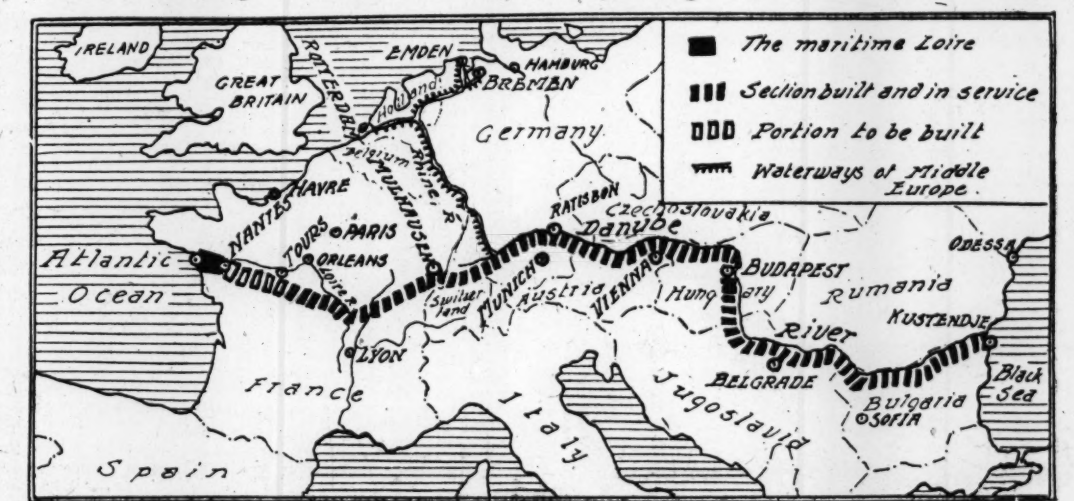 IRELAND
GREAT
BRITAIN
ROTTERDAM
EMDEN
Holland
HAMBURG
BREMEN
Germany
The maritime Loire
Section built and in service
Portion to be built
Waterways of Middle
Europe.
Belgium
Rhine R
MULHAUSEN
HAVRE
NANTES
PARIS
TOURS
ORLEANS
Loire R.
Atlantic
Ocean
RATISBON
Czechoslovakia
Danube
MUNICH
Switzer
land
Austria
VIENNA
BUDAPEST
Hungary
Rumania
ODESSA
KUSTENDJE
River
LYON
France
BELGRADE
Black
Sea
Bulgaria
SOFIA
Jugoslavia
Italy
Spain